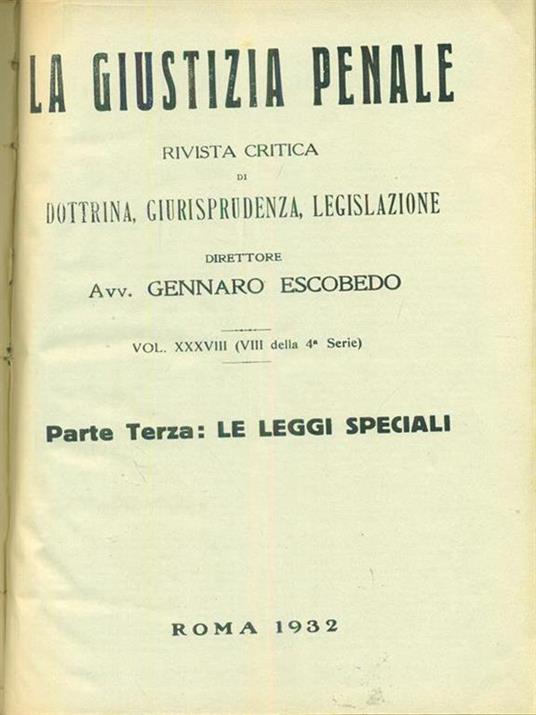 LA GIUSTIZIA PENALE
RIVISTA CRITICA
DI
DOTTRINA, GIURISPRUDENZA, LEGISLAZIONE
DIRETTORE
Avv. GENNARO ESCOBEDO
VOL. XXXVIII (VIII della 4ª Serie)
Parte Terza: LE LEGGI SPECIALI
ROMA 1932